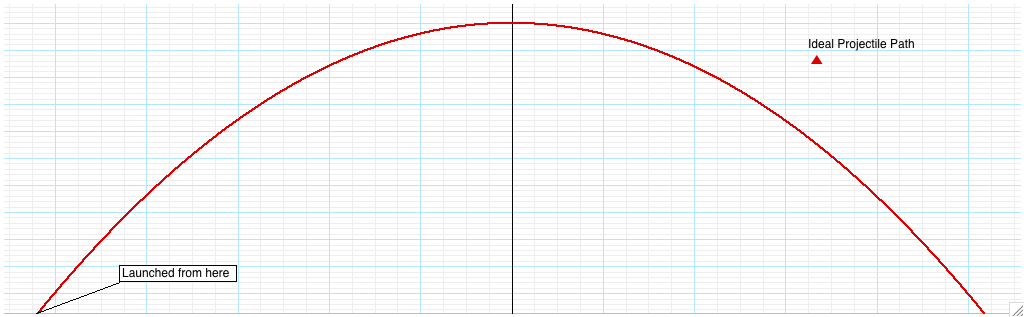 Ideal Projectile Path
Launched from here